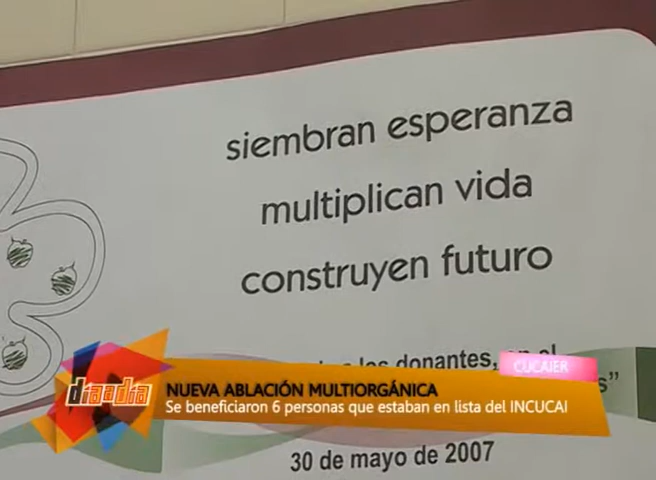 siembran esperanza
multiplican vida
construyen futuro
los donantes,
CUCAIER
díaadía
NUEVA ABLACIÓN MULTIORGÁNICA
Se beneficiaron 6 personas que estaban en lista del INCUCAI
30 de mayo de 2007